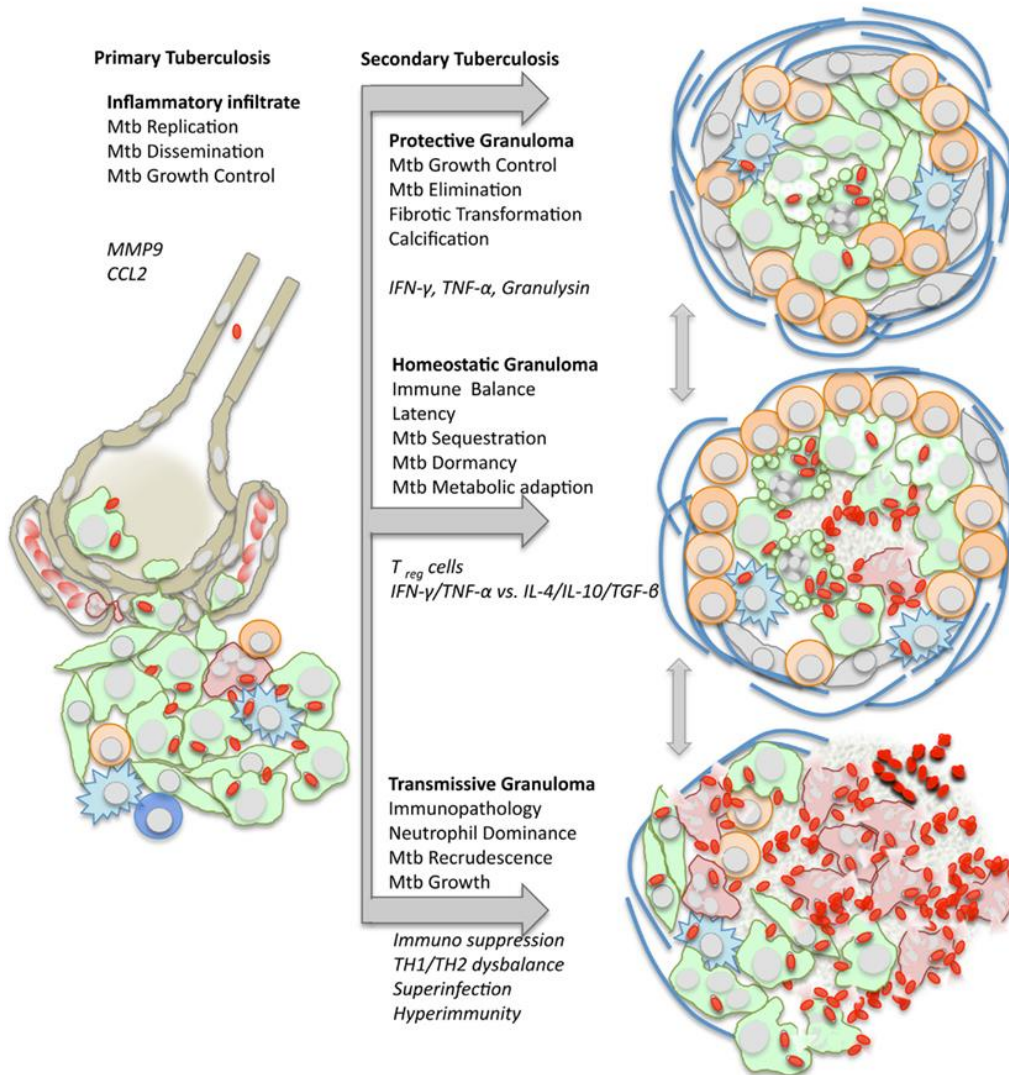 Primary Tuberculosis
Inflammatory infiltrate
Mtb Replication
Mtb Dissemination
Mtb Growth Control
MMP9
CCL2
Secondary Tuberculosis
Protective Granuloma
Mtb Growth Control
Mtb Elimination
Fibrotic Transformation
Calcification
IFN-γ, TNF-α, Granulysin
Homeostatic Granuloma
Immune Balance
Latency
Mtb Sequestration
Mtb Dormancy
Mtb Metabolic adaption
T reg cells
IFN-γ/TNF-α vs. IL-4/IL-10/TGF-β
Transmissive Granuloma
Immunopathology
Neutrophil Dominance
Mtb Recrudescence
Mtb Growth
Immuno suppression
TH1/TH2 dysbalance
Superinfection
Hyperimmunity